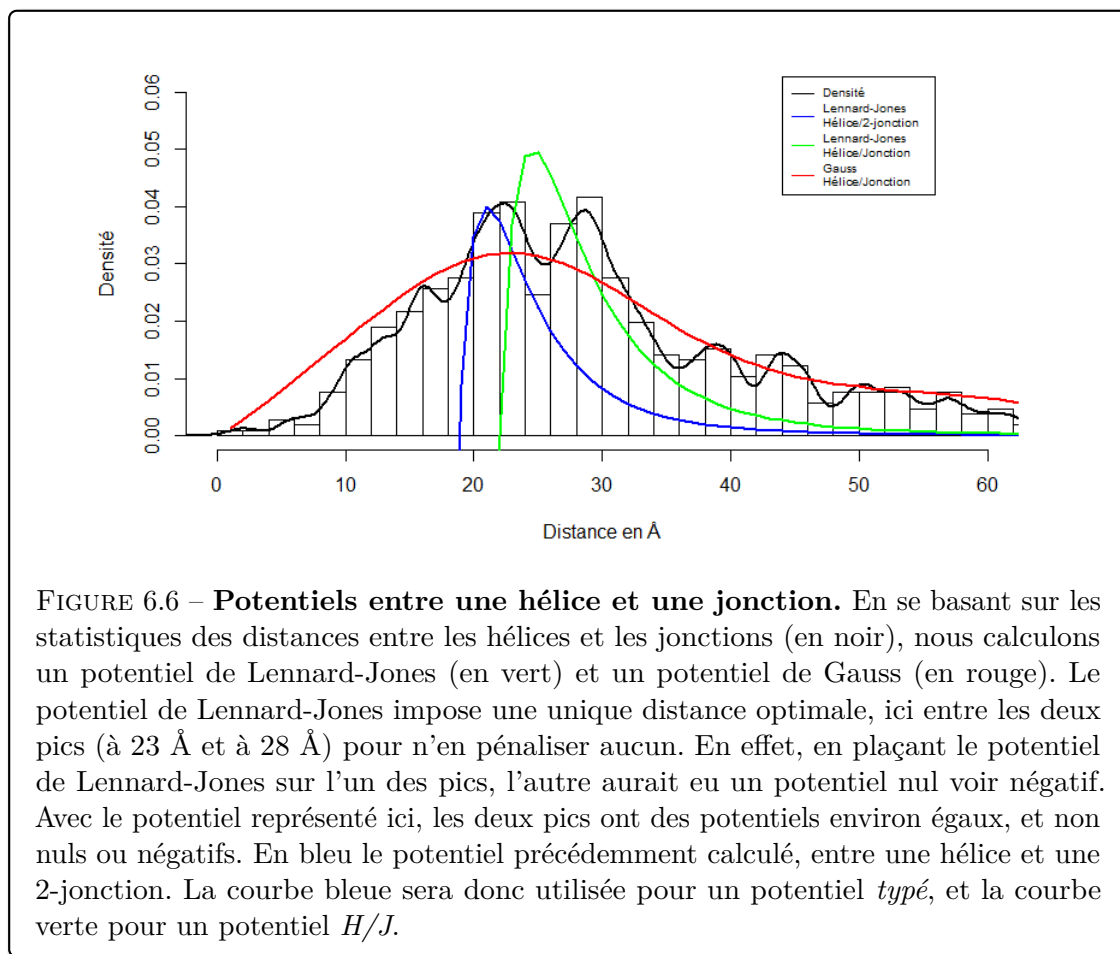 0.06
0.05
0.04
0.03
0.02
0.01
0.00
Densité
Densité
Lennard-Jones
Hélice/2-jonction
Lennard-Jones
Hélice/Jonction
Gauss
Hélice/Jonction
0 10 20 30 40 50 60
Distance en Å
FIGURE 6.6 – Potentiels entre une hélice et une jonction. En se basant sur les
statistiques des distances entre les hélices et les jonctions (en noir), nous calculons
un potentiel de Lennard-Jones (en vert) et un potentiel de Gauss (en rouge). Le
potentiel de Lennard-Jones impose une unique distance optimale, ici entre les deux
pics (à 23 Å et à 28 Å) pour n'en pénaliser aucun. En effet, en plaçant le potentiel
de Lennard-Jones sur l'un des pics, l'autre aurait eu un potentiel nul voir négatif.
Avec le potentiel représenté ici, les deux pics ont des potentiels environ égaux, et non
nuls ou négatifs. En bleu le potentiel précédemment calculé, entre une hélice et une
2-jonction. La courbe bleue sera donc utilisée pour un potentiel typé, et la courbe
verte pour un potentiel H/J.